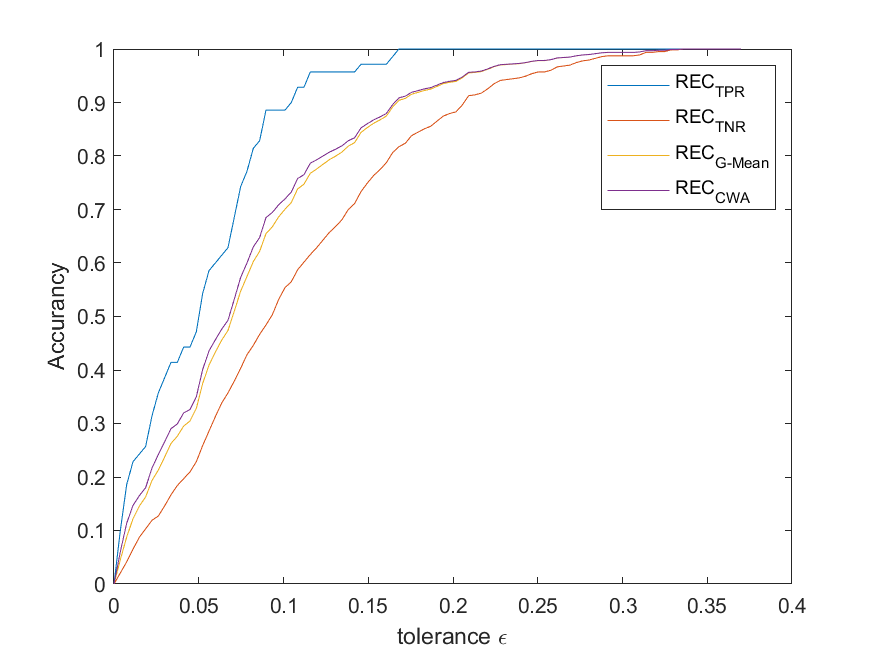 1
0.9
0.8
0.7
0.6
0.5
0.4
0.3
0.2
0.1
0
Accurancy
0 0.05 0.1 0.15 0.2 0.25 0.3 0.35 0.4
tolerance ϵ
REC_TPR
REC_TNR
REC_G-Mean
REC_CWA